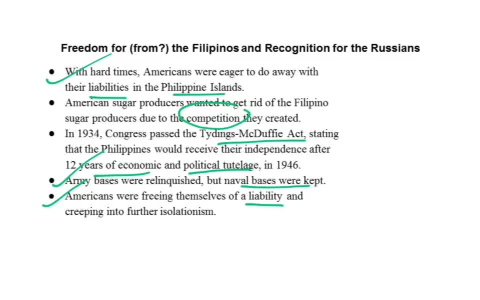 Freedom for (from?) the Filipinos and Recognition for the Russians
● With hard times, Americans were eager to do away with
their liabilities in the Philippine Islands.
● American sugar producers wanted to get rid of the Filipino
sugar producers due to the competition they created.
● In 1934, Congress passed the Tydings-McDuffie Act, stating
that the Philippines would receive their independence after
12 years of economic and political tutelage, in 1946.
● Army bases were relinquished, but naval bases were kept.
● Americans were freeing themselves of a liability and
creeping into further isolationism.